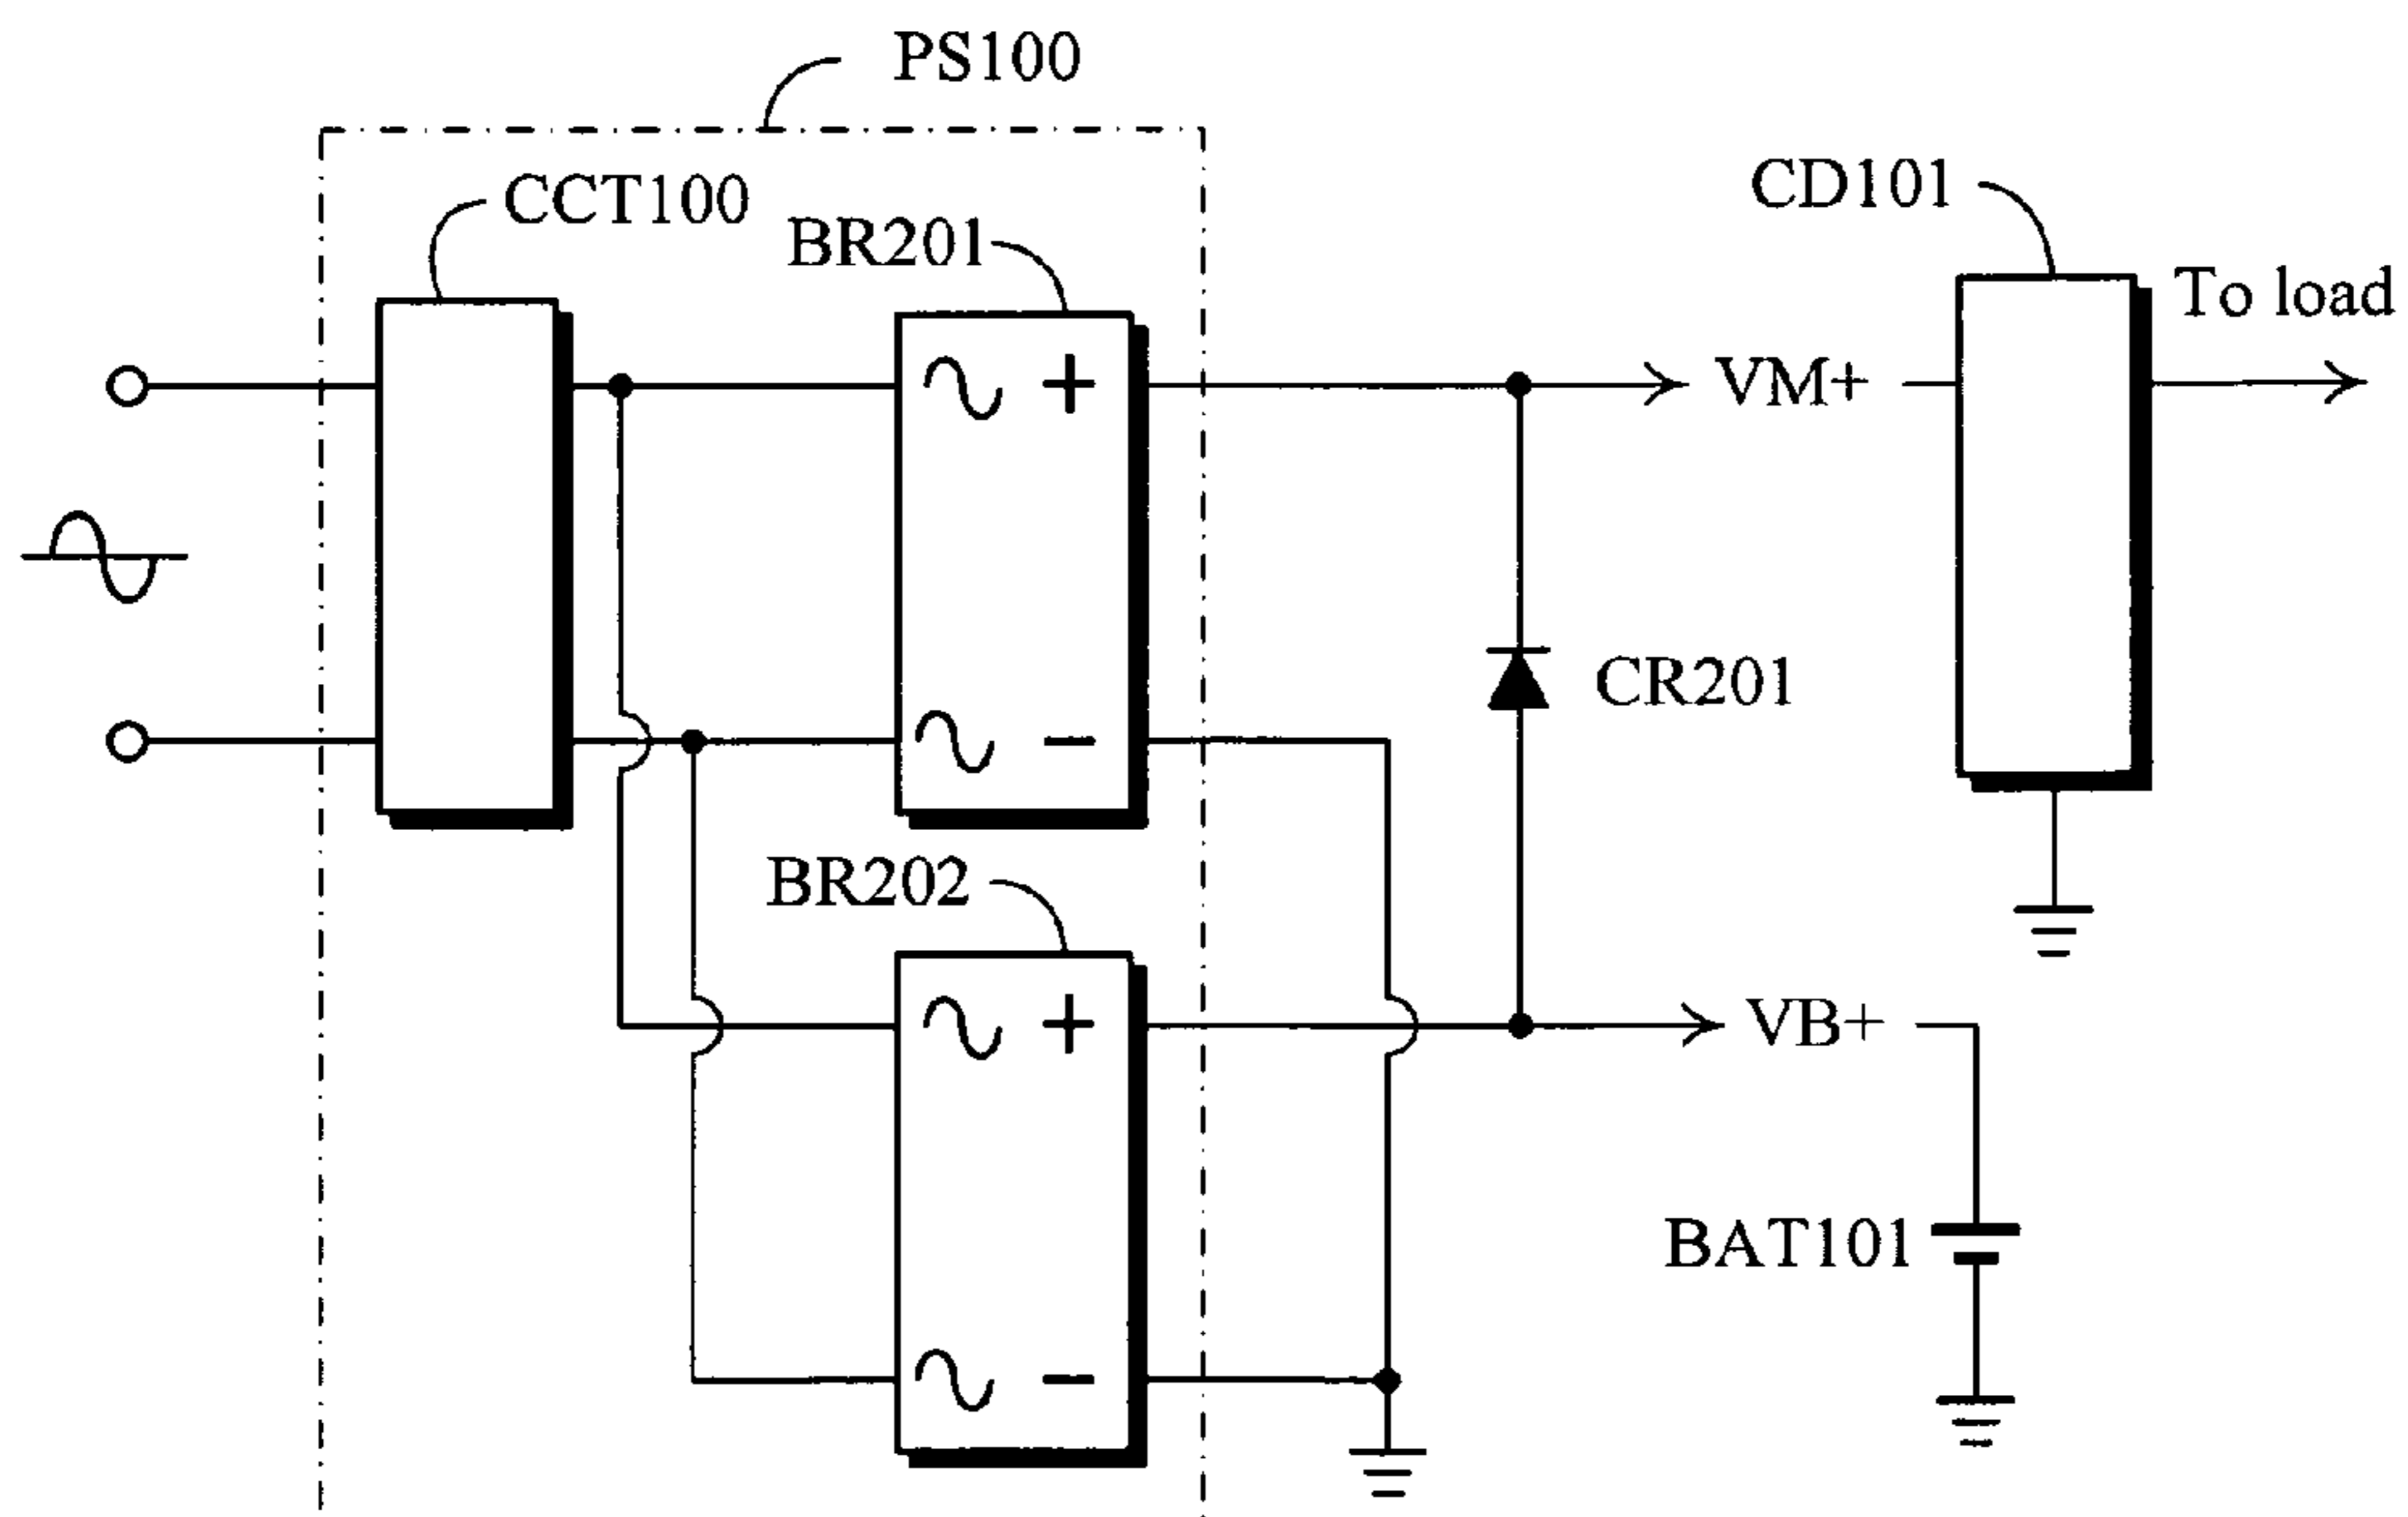 PS100
CCT100
BR201
CD101
To load
VM+
CR201
BR202
VB+
BAT101